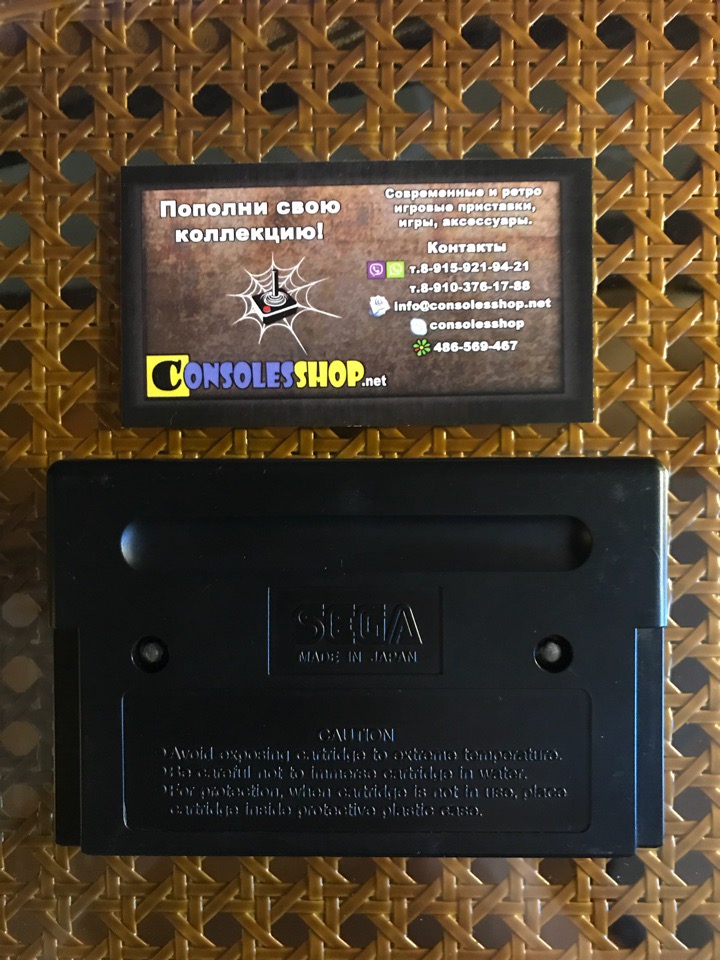 Пополни свою
коллекцию!
CONSOLESSHOP.net
Современные и ретро
игровые приставки,
игры, аксессуары.
Контакты
т.8-915-921-94-21
т.8-910-376-17-88
info@consolesshop.net
consolesshop
486-569-467
SEGA
MADE IN JAPAN
CAUTION
•Avoid exposing cartridge to extreme temperature.
•Be careful not to immerse cartridge in water.
•For protection, when cartridge is not in use, place
cartridge inside protective plastic case.